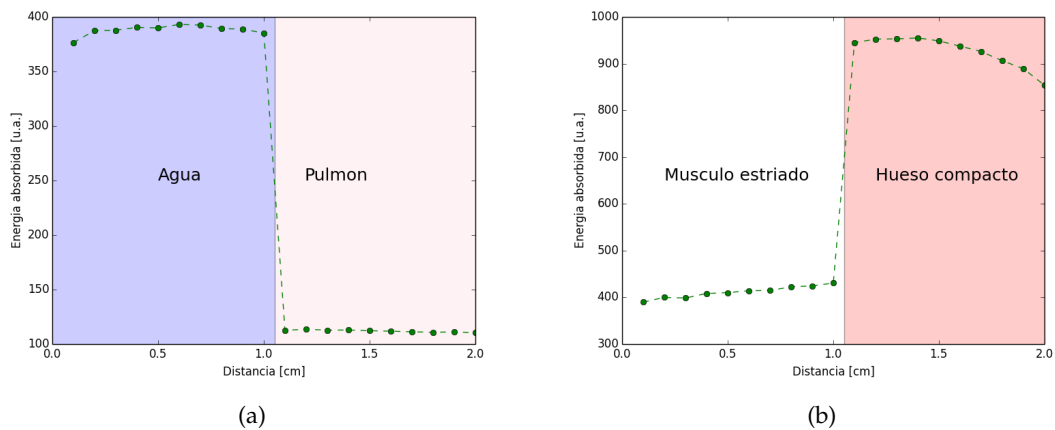 400
350
300
250
200
150
100
Energia absorbida [u.a.]
Agua
Pulmon
0.0
0.5
1.0
1.5
2.0
Distancia [cm]
(a)
1000
900
800
700
600
500
400
300
Energia absorbida [u.a.]
Musculo estriado
Hueso compacto
0.0
0.5
1.0
1.5
2.0
Distancia [cm]
(b)